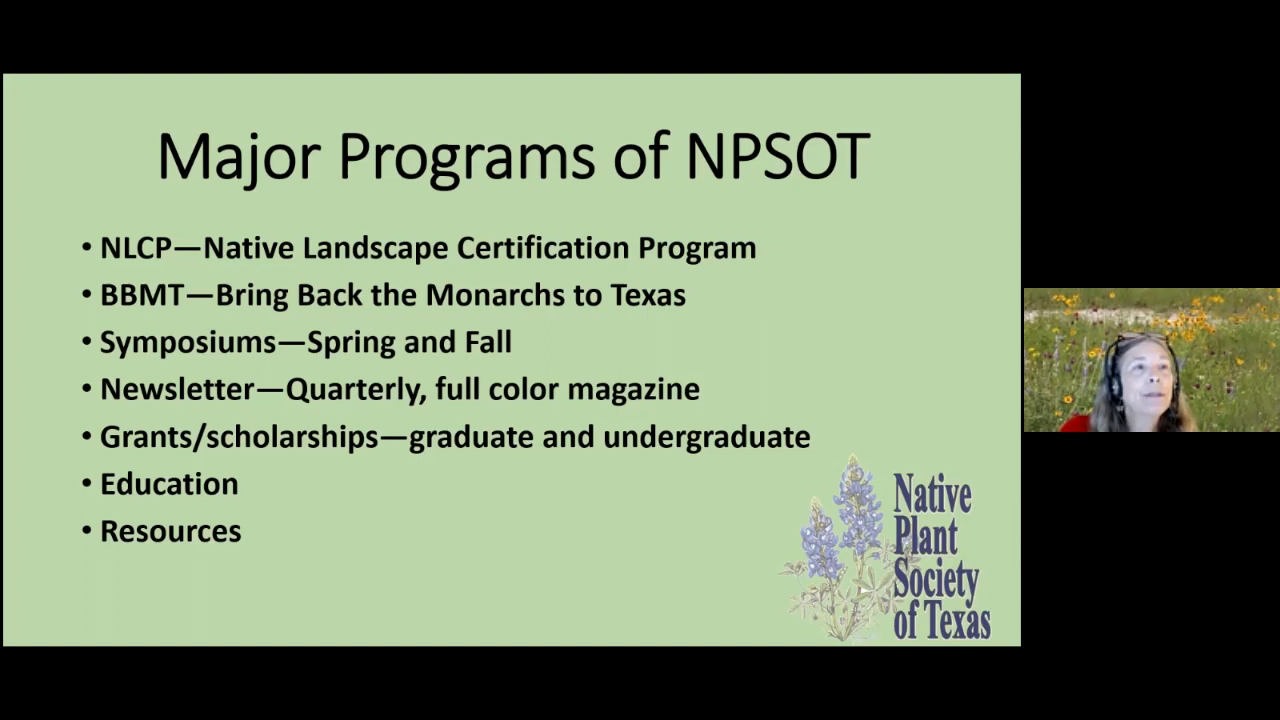 Major Programs of NPSOT
• NLCP—Native Landscape Certification Program
• BBMT—Bring Back the Monarchs to Texas
• Symposiums—Spring and Fall
• Newsletter—Quarterly, full color magazine
• Grants/scholarships—graduate and undergraduate
• Education
• Resources
Native
Plant
Society
of Texas